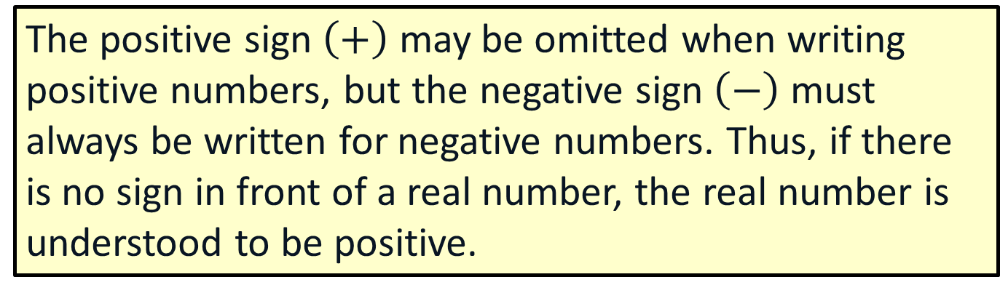 The positive sign (+) may be omitted when writing
positive numbers, but the negative sign (−) must
always be written for negative numbers. Thus, if there
is no sign in front of a real number, the real number is
understood to be positive.